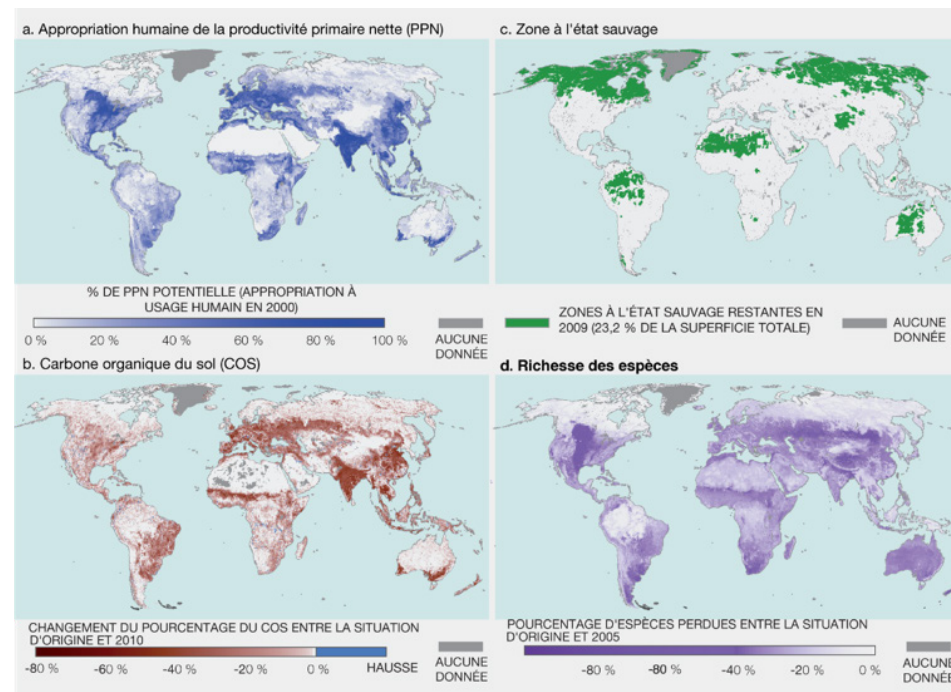 a. Appropriation humaine de la productivité primaire nette (PPN)
% DE PPN POTENTIELLE (APPROPRIATION À
USAGE HUMAIN EN 2000)
0 % 20 % 40 % 60 % 80 % 100 %
AUCUNE
DONNÉE
c. Zone à l'état sauvage
ZONES À L'ÉTAT SAUVAGE RESTANTES EN
2009 (23,2 % DE LA SUPERFICIE TOTALE)
AUCUNE
DONNÉE
b. Carbone organique du sol (COS)
CHANGEMENT DU POURCENTAGE DU COS ENTRE LA SITUATION
D'ORIGINE ET 2010
-80 % -60 % -40 % -20 % 0 % HAUSSE
AUCUNE
DONNÉE
d. Richesse des espèces
POURCENTAGE D'ESPÈCES PERDUES ENTRE LA SITUATION
D'ORIGINE ET 2005
-80 % -80 % -40 % -20 % 0 %
AUCUNE
DONNÉE